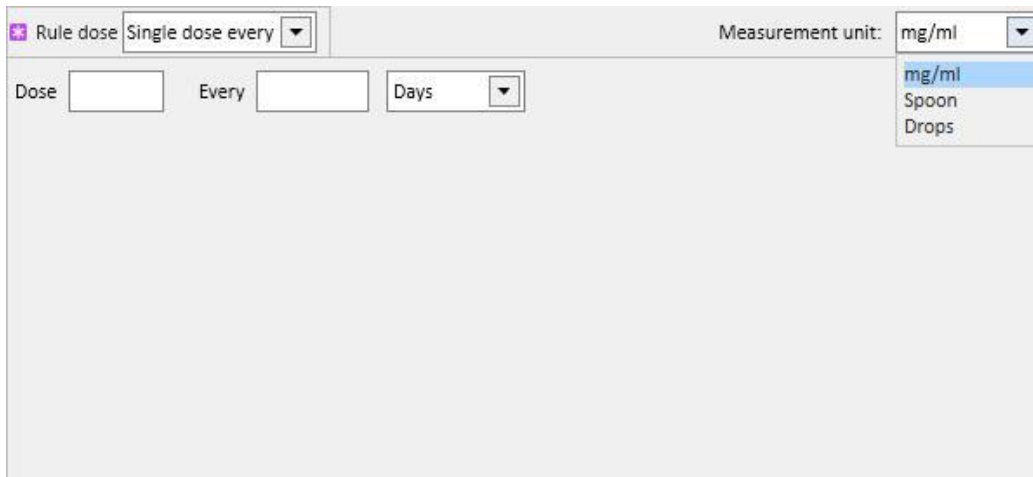 Rule dose Single dose every Measurement unit: mg/ml
Dose Every Days mg/ml
Spoon
Drops